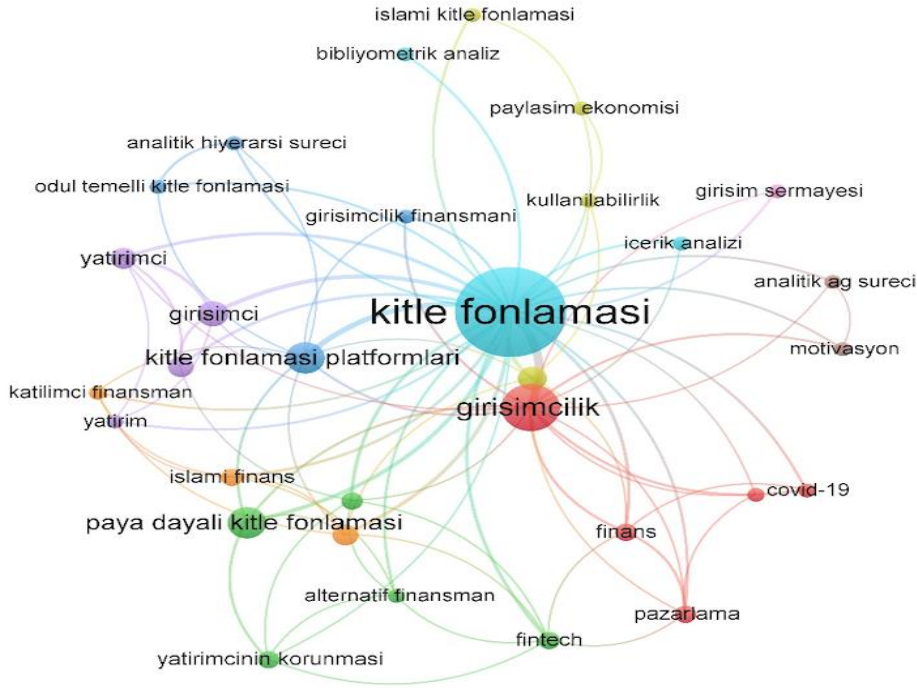 islami kitle fonlamasi
bibliyometrik analiz
paylasim ekonomisi
analitik hiyerarsi sureci
odul temelli kitle fonlamasi
girisimcilik finansmani
kullanilabilirlik
girisim sermayesi
icerik analizi
yatirimci
analitik ag sureci
girisimci
kitle fonlamasi
kitle fonlamasi platformlari
motivasyon
katilimci finansman
girisimcilik
yatirim
islami finans
covid-19
paya dayali kitle fonlamasi
finans
alternatif finansman
pazarlama
fintech
yatirimcinin korunmasi